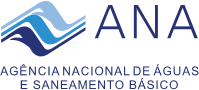 ANA
AGÊNCIA NACIONAL DE ÁGUAS
E SANEAMENTO BÁSICO